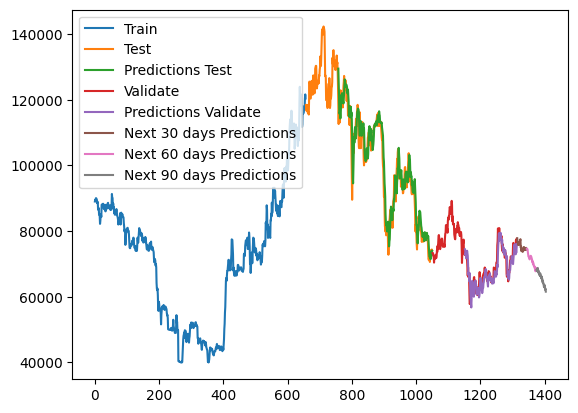 140000
120000
100000
80000
60000
40000
0 200 400 600 800 1000 1200 1400
Train
Test
Predictions Test
Validate
Predictions Validate
Next 30 days Predictions
Next 60 days Predictions
Next 90 days Predictions